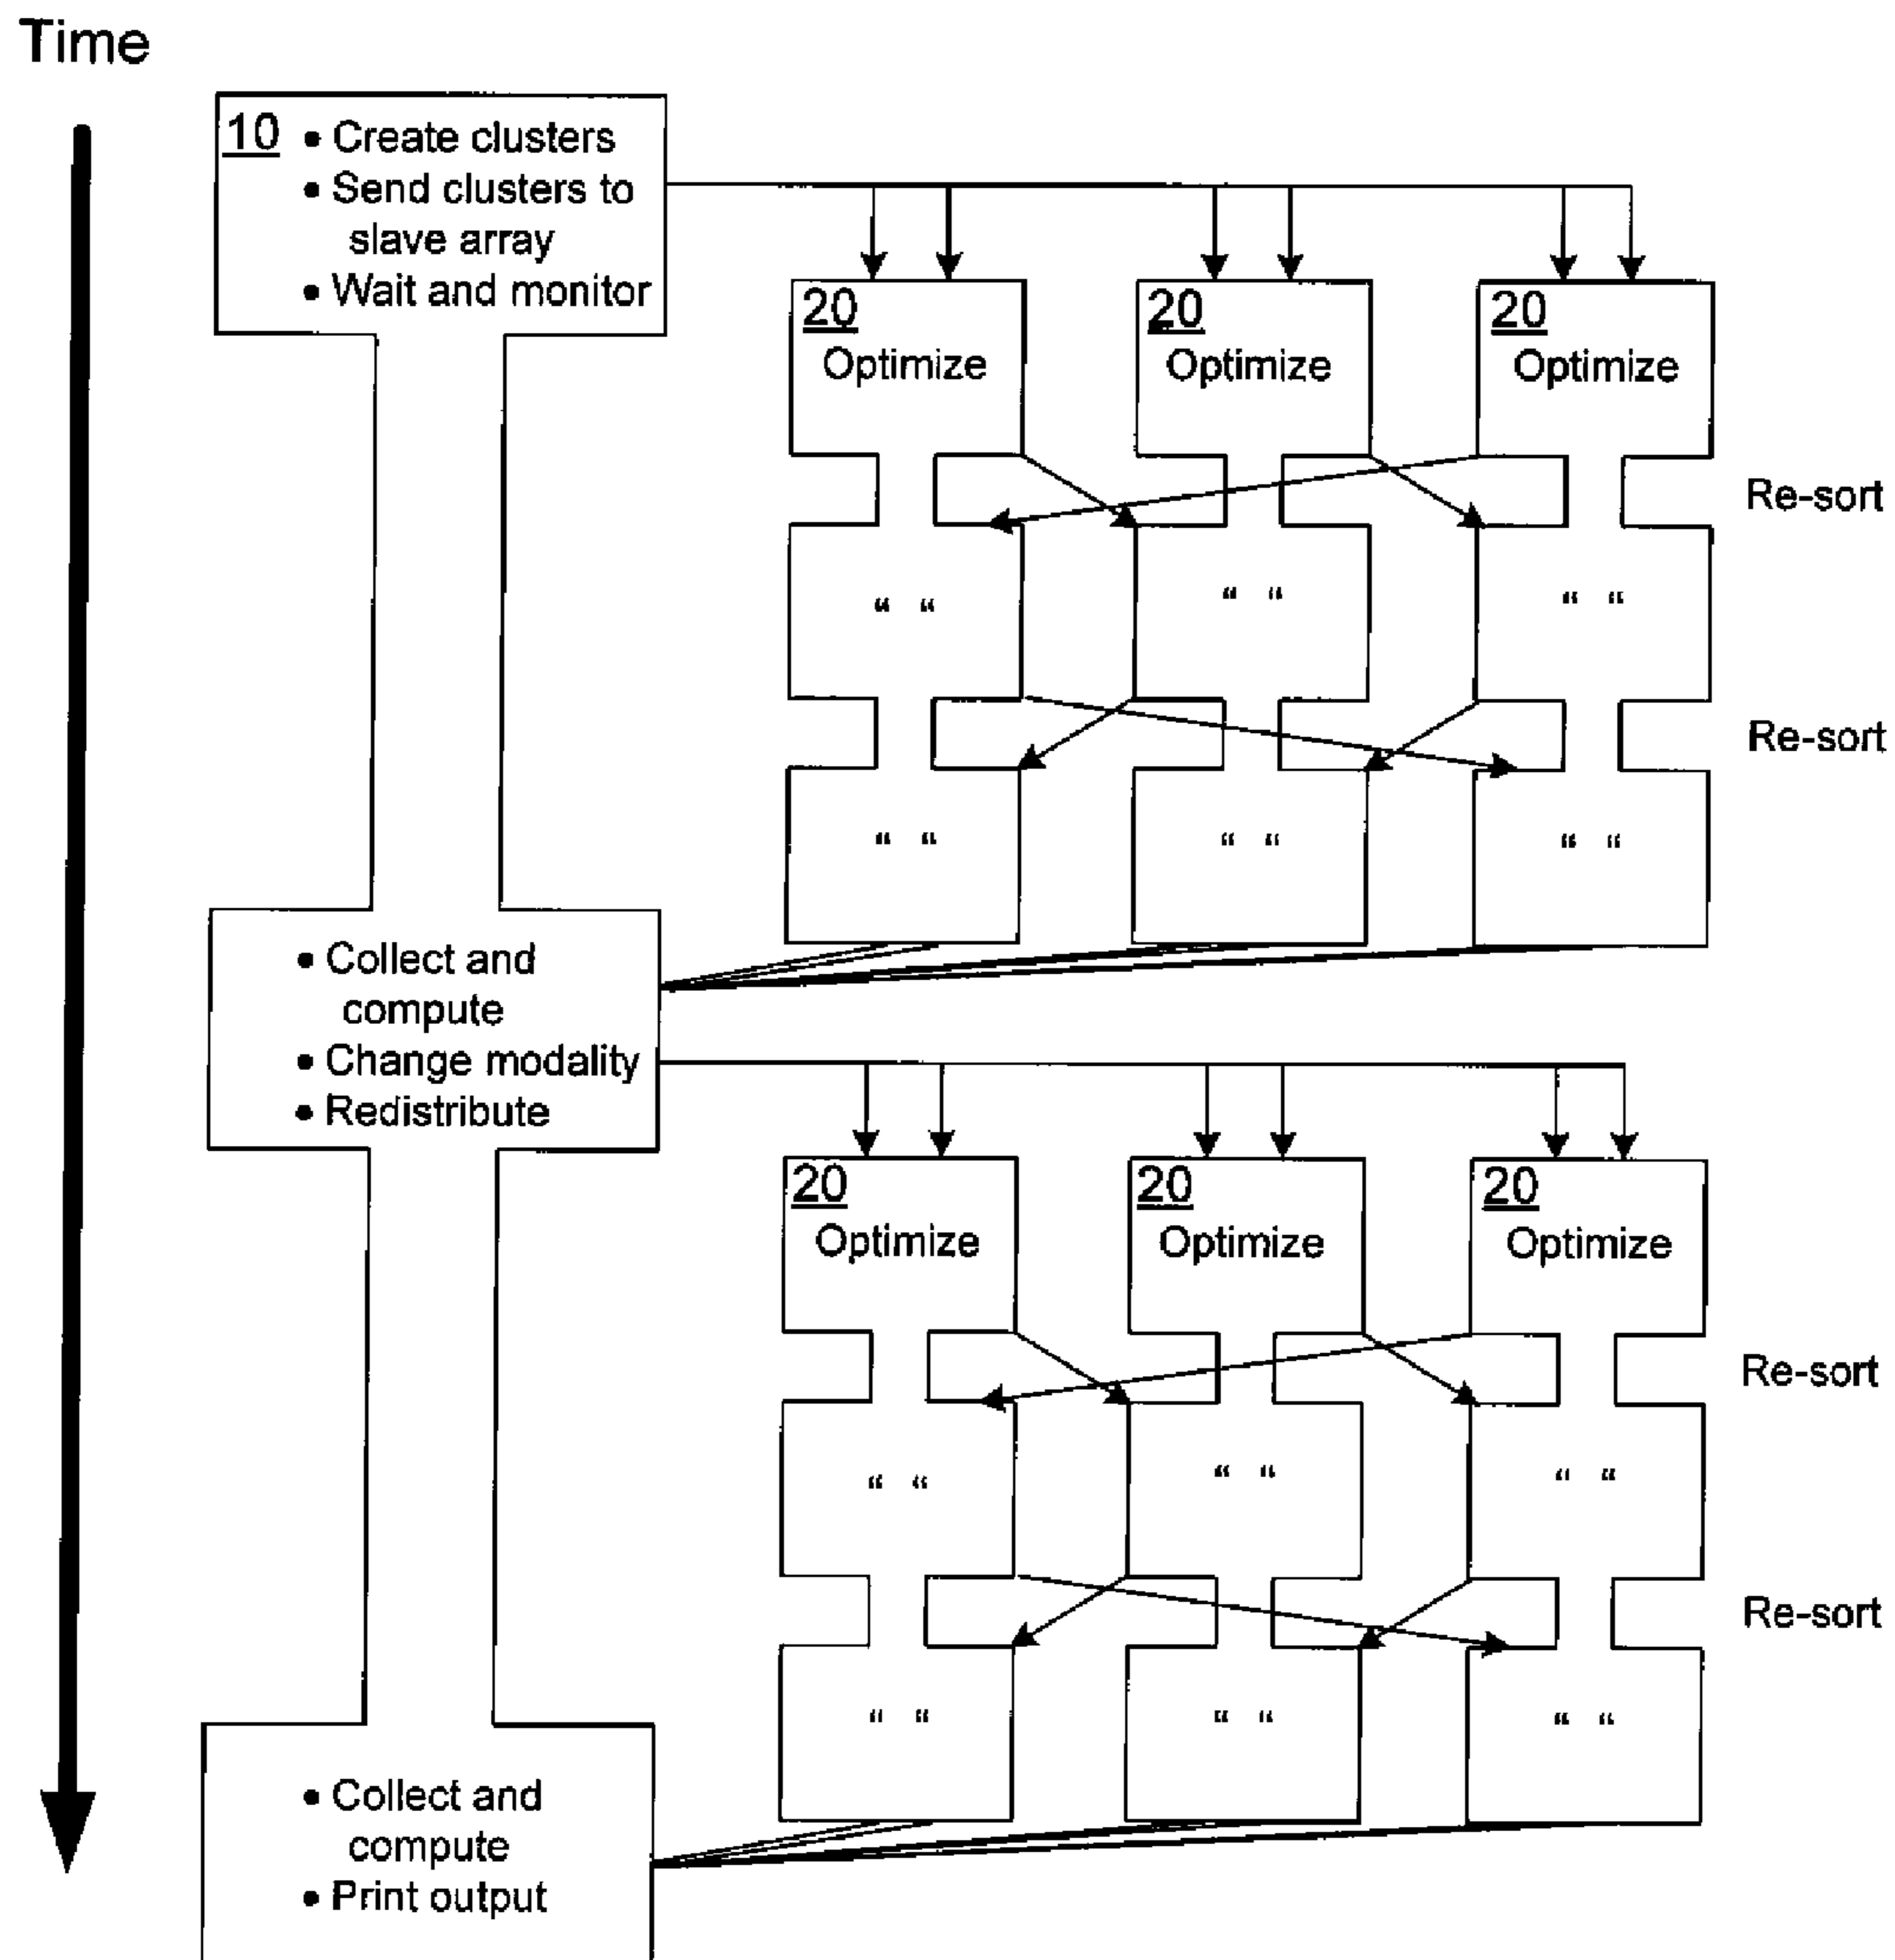 Time
10
• Create clusters
• Send clusters to
slave array
• Wait and monitor
20
Optimize
20
Optimize
20
Optimize
Re-sort
“ “
“ “
“ “
Re-sort
“ “
“ “
“ “
• Collect and
compute
• Change modality
• Redistribute
20
Optimize
20
Optimize
20
Optimize
Re-sort
“ “
“ “
“ “
Re-sort
“ “
“ “
“ “
• Collect and
compute
• Print output